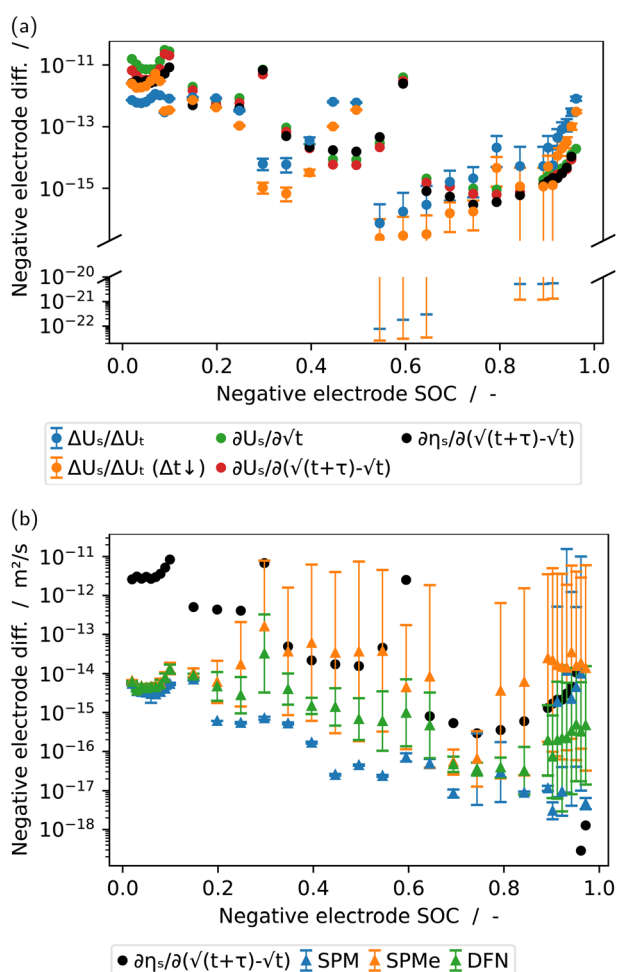 (a)
Negative electrode diff. /
10⁻¹¹
10⁻¹³
10⁻¹⁵
10⁻²⁰
10⁻²¹
10⁻²²
0.0 0.2 0.4 0.6 0.8 1.0
Negative electrode SOC / -
ΔUₛ/ΔUₜ ∂Uₛ/∂√t ∂ηₛ/∂(√(t+τ)-√t)
ΔUₛ/ΔUₜ (Δt↓) ∂Uₛ/∂(√(t+τ)-√t)
(b)
Negative electrode diff. / m²/s
10⁻¹¹
10⁻¹²
10⁻¹³
10⁻¹⁴
10⁻¹⁵
10⁻¹⁶
10⁻¹⁷
10⁻¹⁸
0.0 0.2 0.4 0.6 0.8 1.0
Negative electrode SOC / -
∂ηₛ/∂(√(t+τ)-√t) SPM SPMe DFN